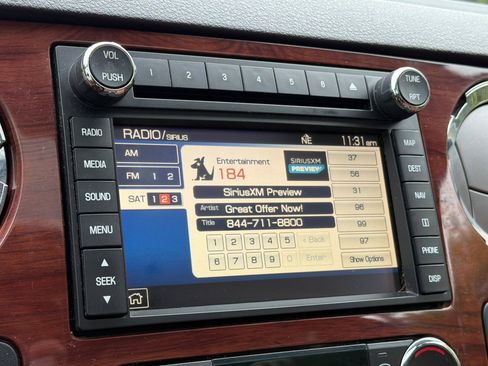 VOL
PUSH
1 2 3 4 5 6
TUNE
RPT
RADIO
MEDIA
SOUND
MENU
SEEK
MAP
DEST
NAV
PHONE
DISP
RADIO/SIRIUS
NE
11:31am
AM
FM 1 2
SAT 1 2 3
Entertainment
184
SIRIUSXM
PREVIEW
SiriusXM Preview
Artist Great Offer Now!
Title 844-711-8800
1 2 3 4 5 < Back
6 7 8 9 0 Enter
37
56
31
96
99
97
Show Options